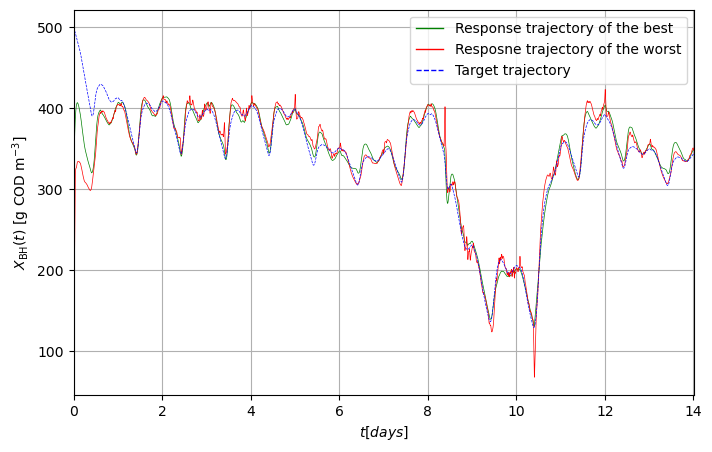 Response trajectory of the best
Resposne trajectory of the worst
Target trajectory
X_BH(t) [g COD m⁻³]
500
400
300
200
100
0 2 4 6 8 10 12 14
t[days]